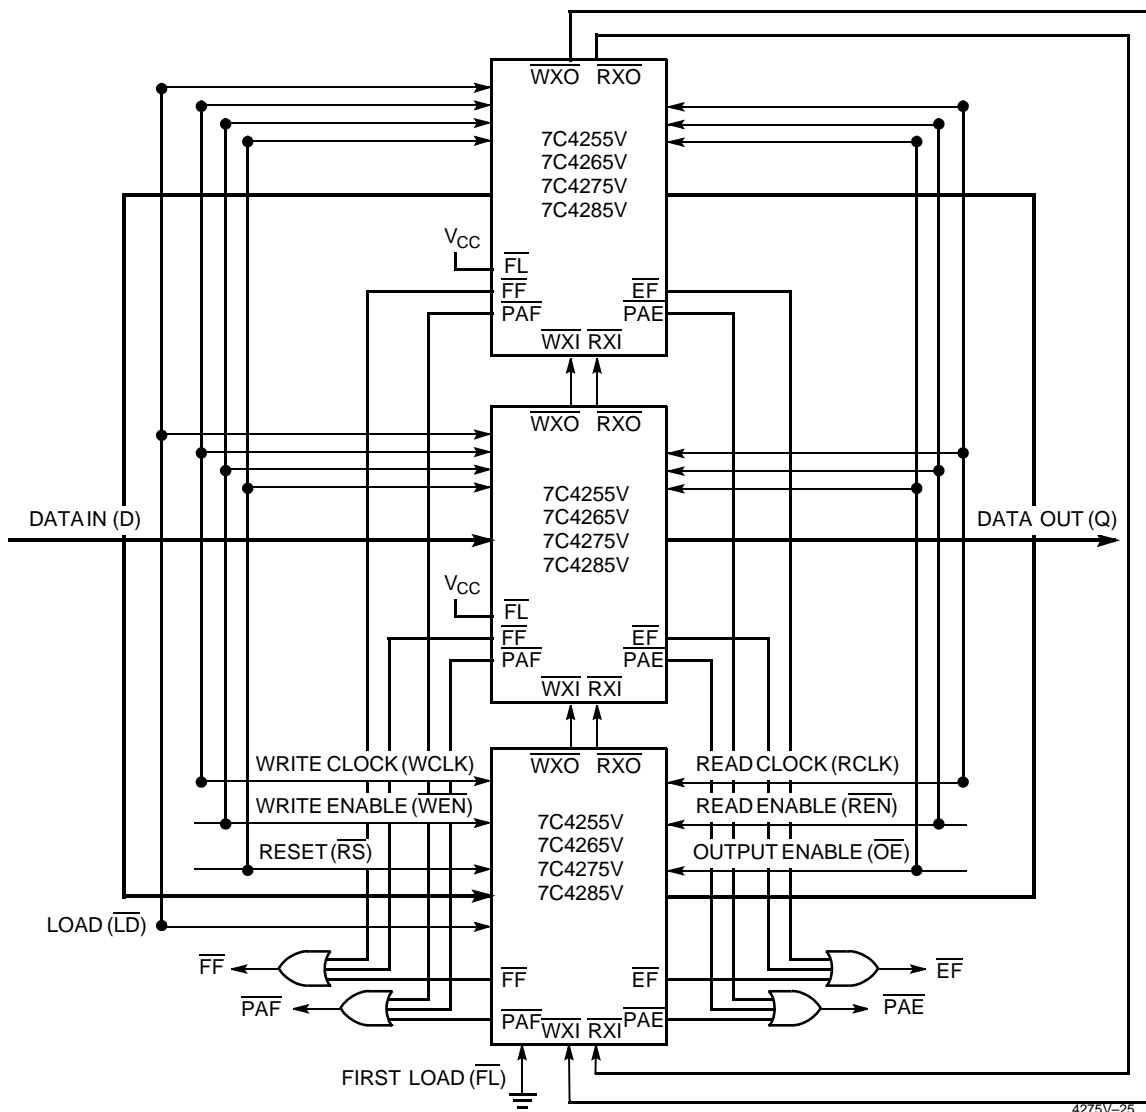 WXO RXO
7C4255V
7C4265V
7C4275V
7C4285V
VCC
FL
FF EF
PAF PAE
WXI RXI
WXO RXO
7C4255V
7C4265V
7C4275V
7C4285V
DATA IN (D)
DATA OUT (Q)
VCC
FL
FF EF
PAF PAE
WXI RXI
WXO RXO
WRITE CLOCK (WCLK)
READ CLOCK (RCLK)
WRITE ENABLE (WEN)
READ ENABLE (REN)
7C4255V
7C4265V
7C4275V
7C4285V
RESET (RS)
OUTPUT ENABLE (OE)
LOAD (LD)
FF FF EF EF
PAF PAF PAE PAE
WXI RXI
FIRST LOAD (FL)
4275V–25